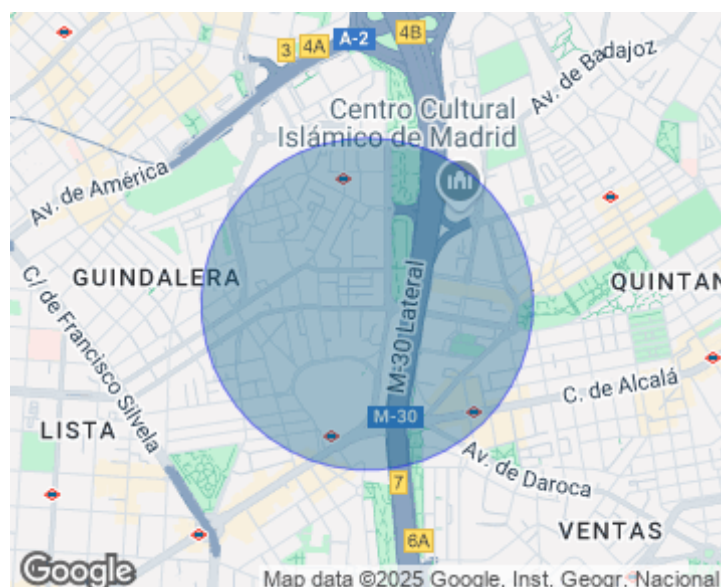 4B
A-2
3
4A
Av. de Badajoz
Centro Cultural
Islámico de Madrid
Av. de América
GUINDALERA
QUINTAN
C/ de Francisco Silvela
M-30 Lateral
C. de Alcalá
M-30
LISTA
Av. de Daroca
7
VENTAS
6A
Google
Map data ©2025 Google, Inst. Geogr. Nacional